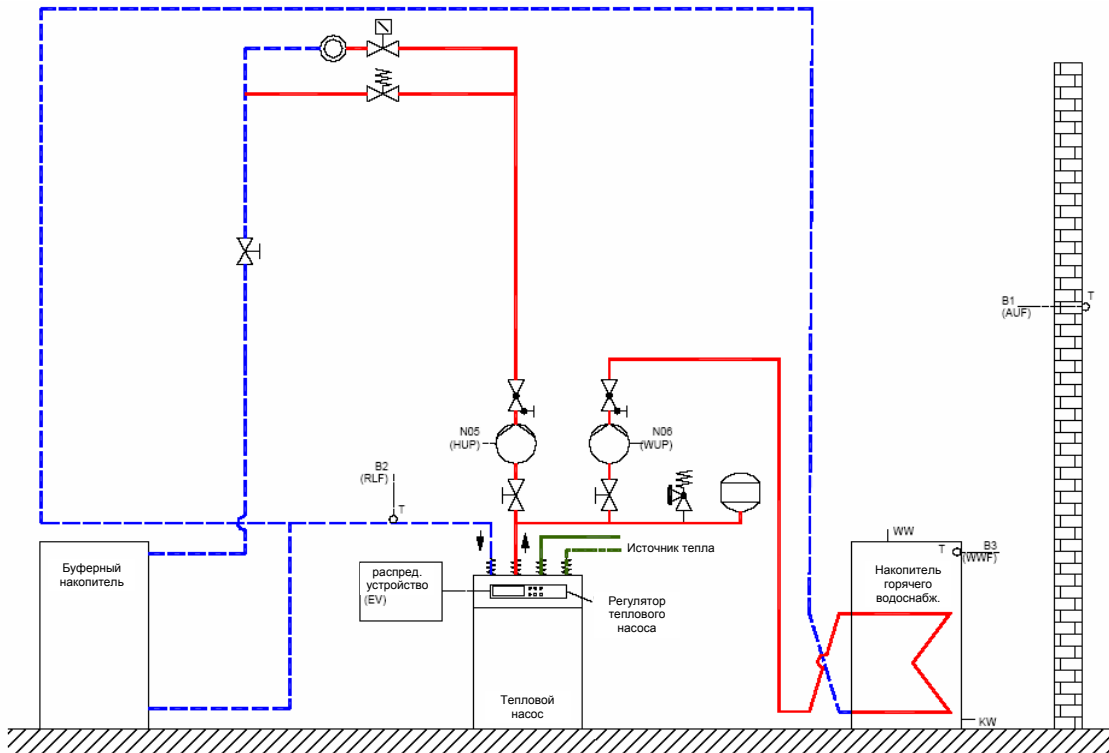 B1
(AUF)
T
N05
(HUP)
N06
(WUP)
B2
(RLF)
T
WW
T
B3
(WWF)
Источник тепла
Буферный
накопитель
распред.
устройство
(EV)
Регулятор
теплового
насоса
Накопитель
горячего
водоснабж.
Тепловой
насос
KW